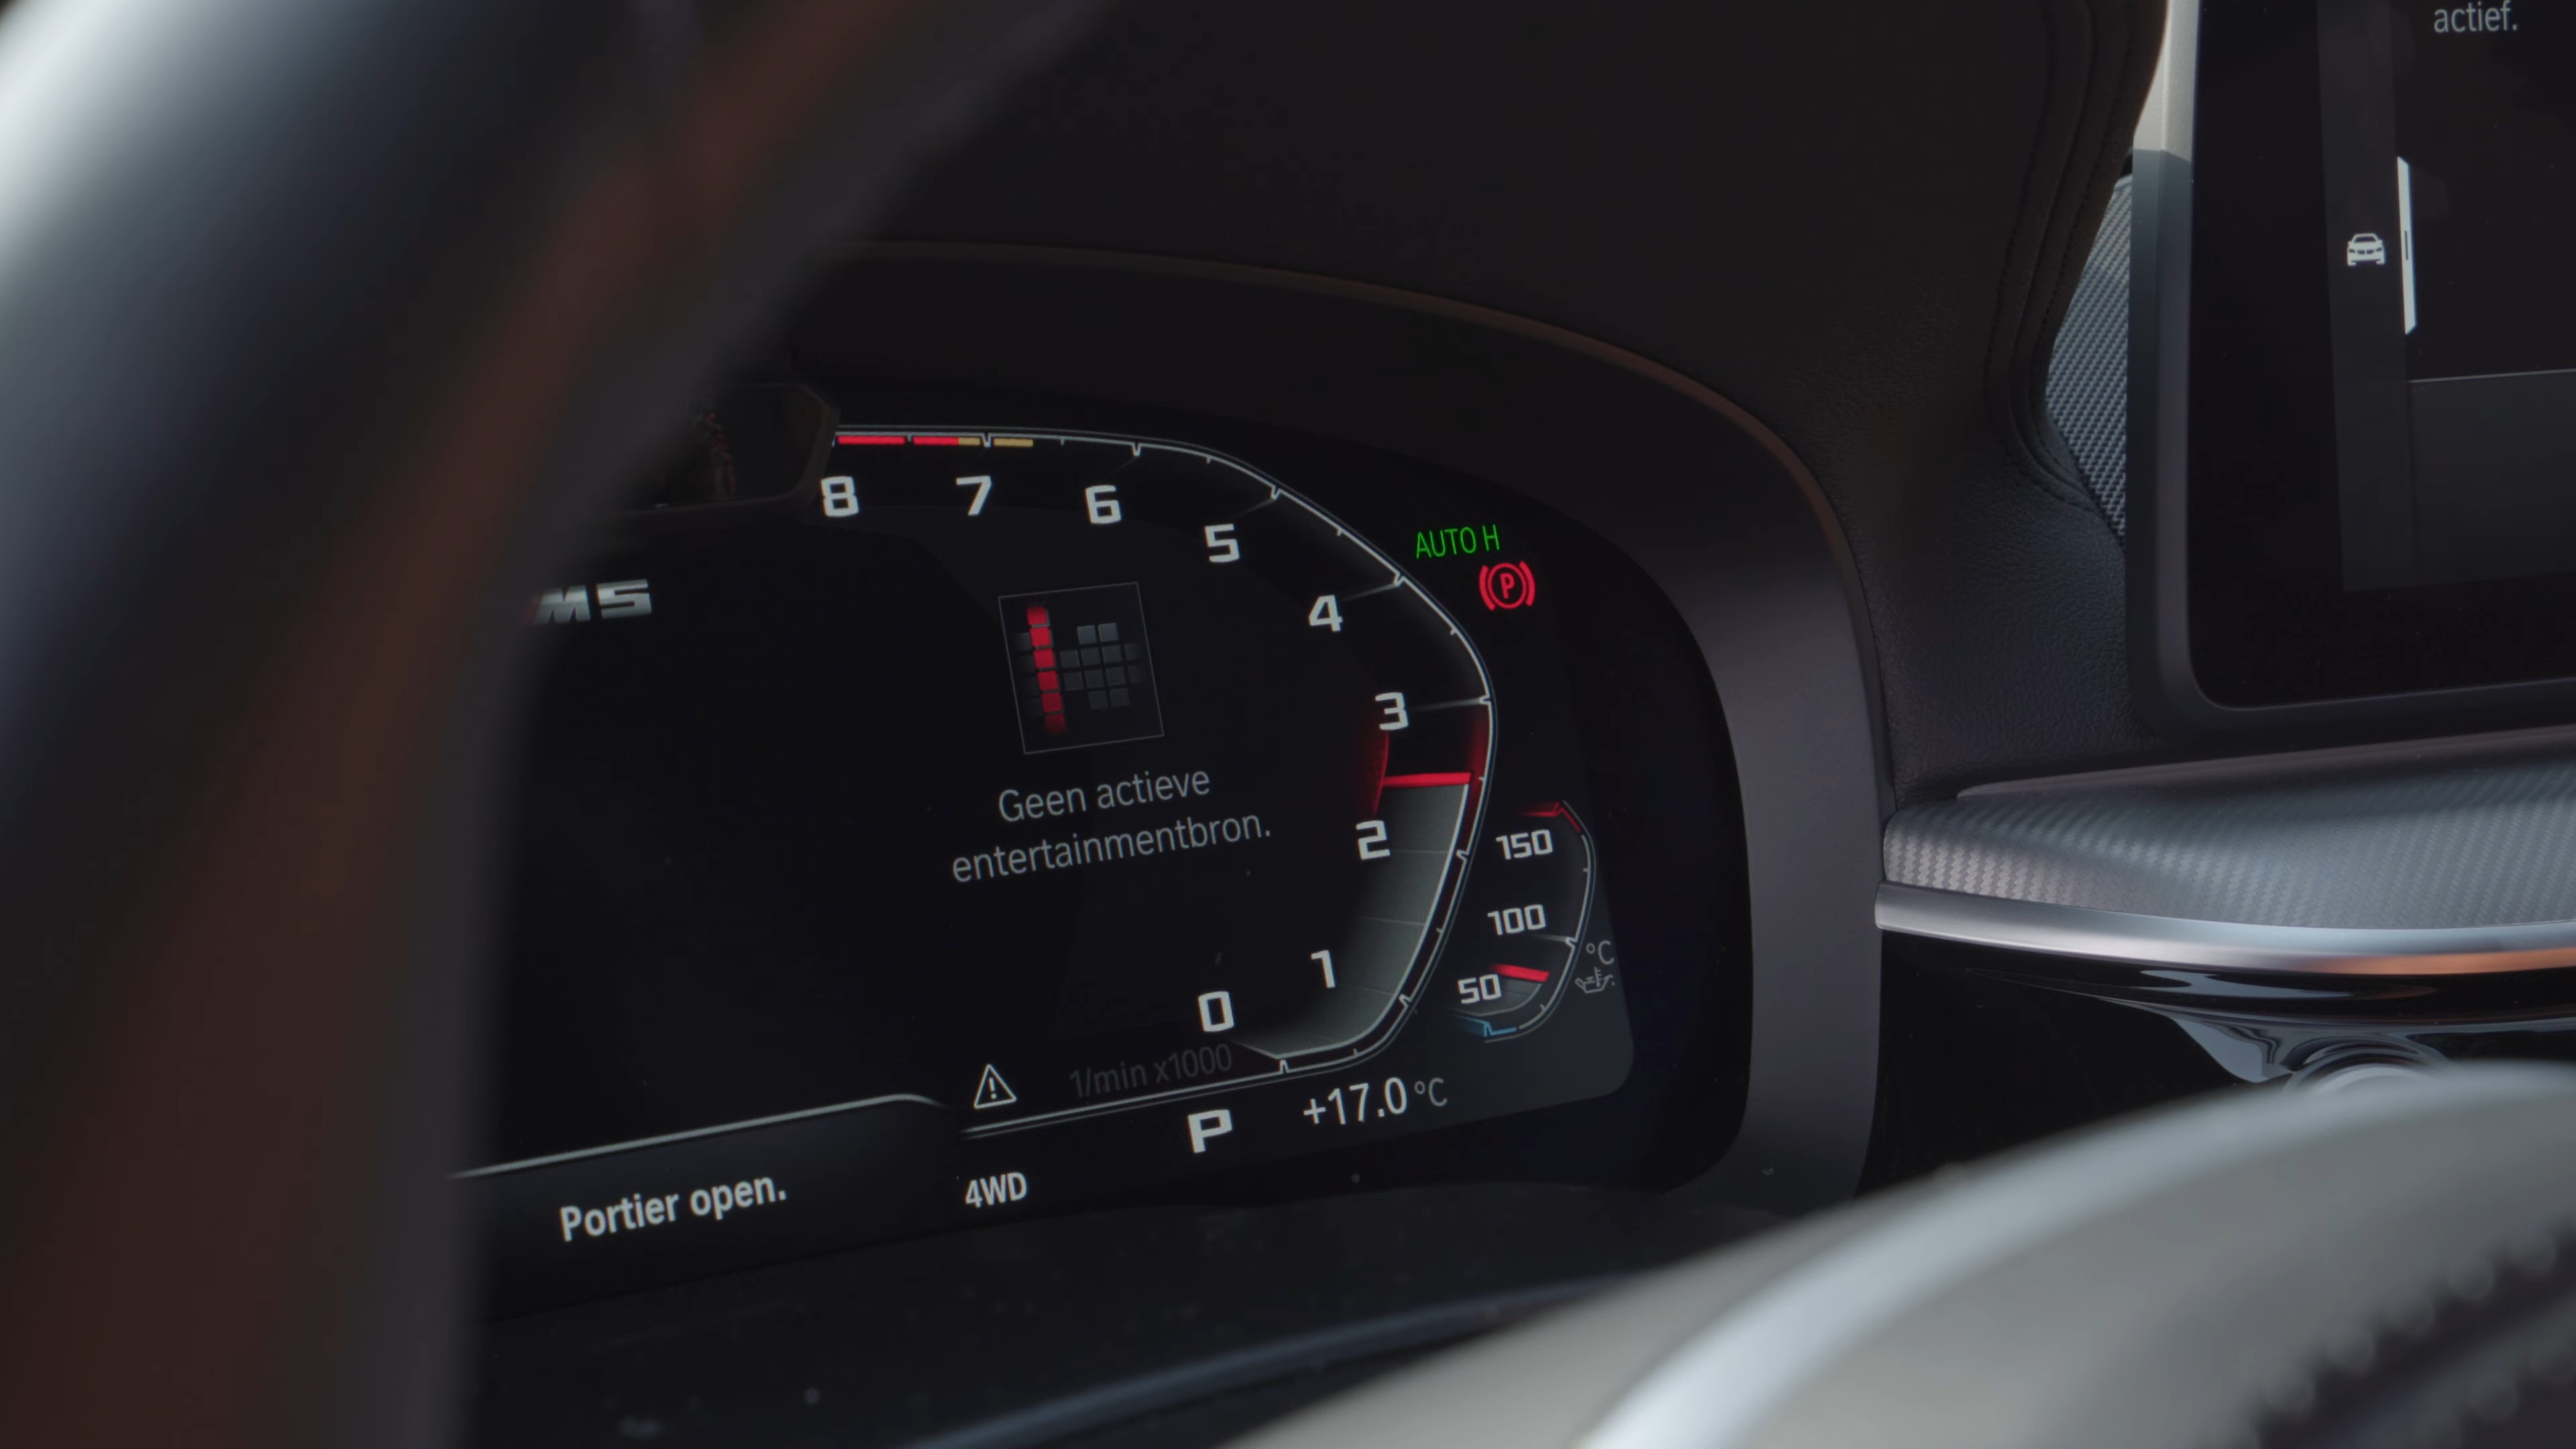 actief.
8
7
6
5
4
3
2
1
0
AUTO H
P
M5
Geen actieve
entertainmentbron.
150
100
50
°C
1/min x1000
P
+17.0 °C
4WD
Portier open.